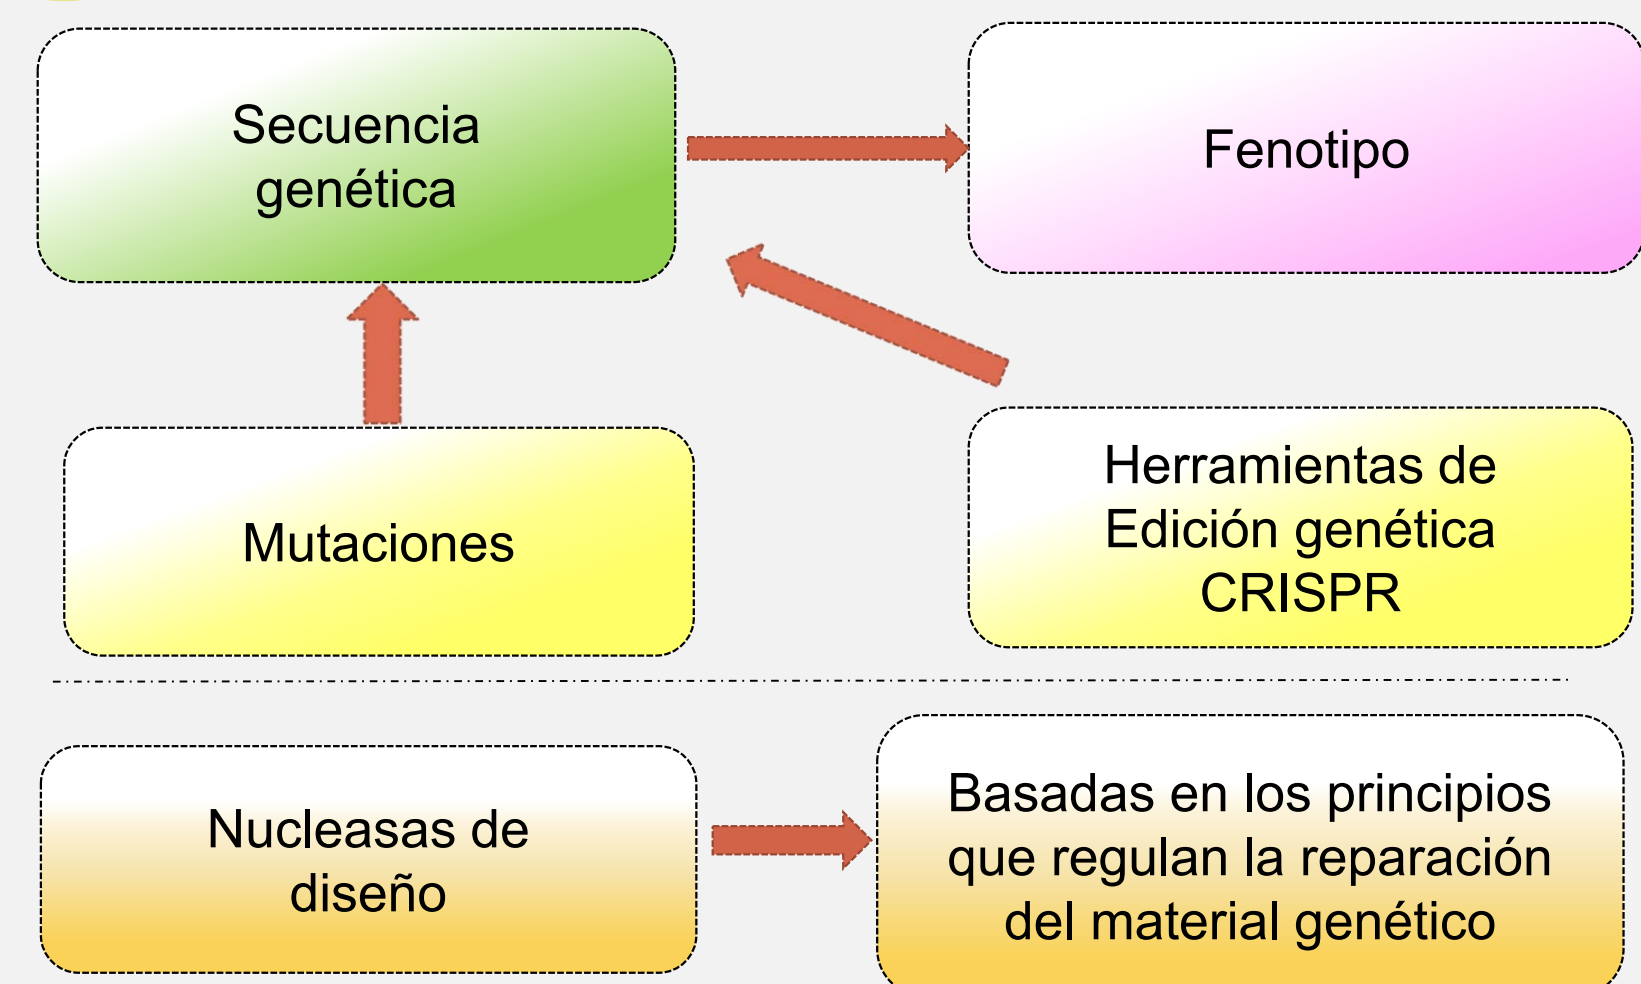 Secuencia
genética
Fenotipo
Mutaciones
Herramientas de
Edición genética
CRISPR
Nucleasas de
diseño
Basadas en los principios
que regulan la reparación
del material genético